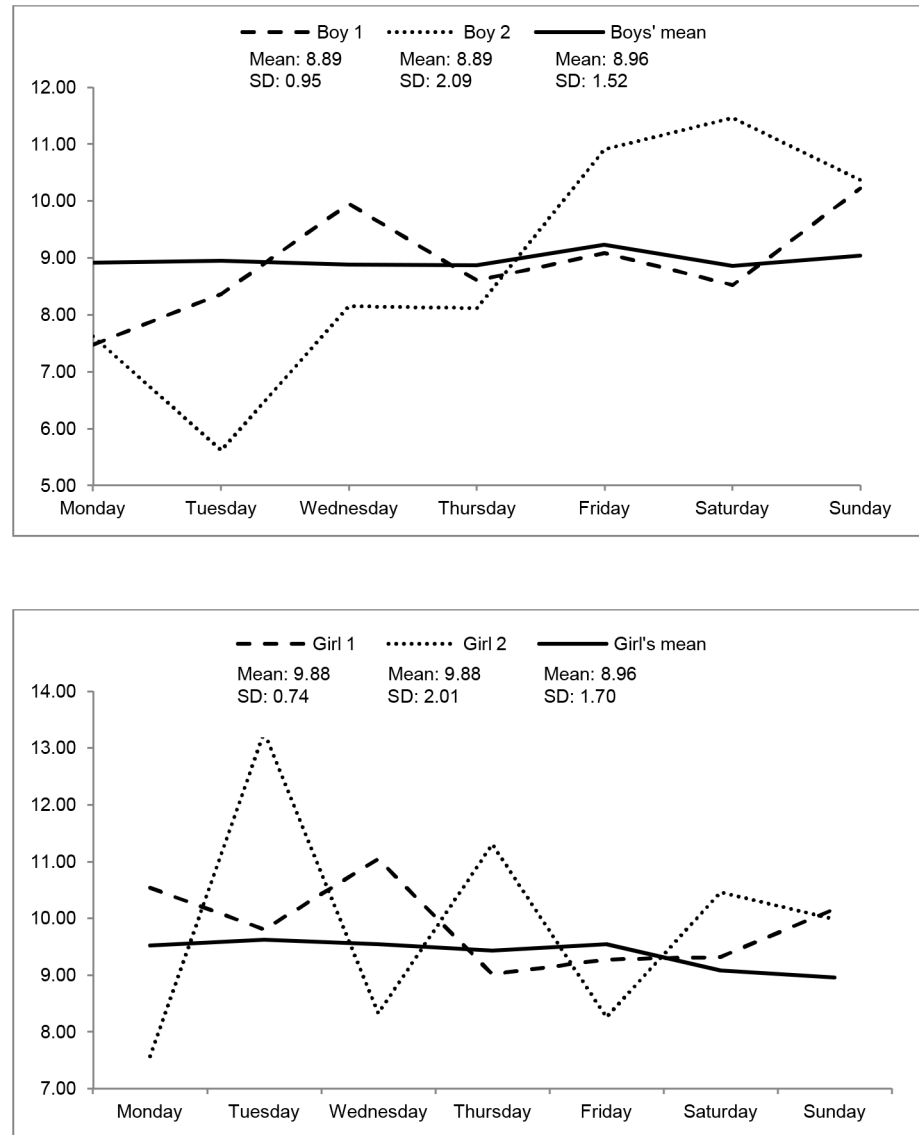 Boy 1 Boy 2 Boys' mean
Mean: 8.89 Mean: 8.89 Mean: 8.96
SD: 0.95 SD: 2.09 SD: 1.52
12.00
11.00
10.00
9.00
8.00
7.00
6.00
5.00
Monday Tuesday Wednesday Thursday Friday Saturday Sunday
Girl 1 Girl 2 Girl's mean
Mean: 9.88 Mean: 9.88 Mean: 8.96
SD: 0.74 SD: 2.01 SD: 1.70
14.00
13.00
12.00
11.00
10.00
9.00
8.00
7.00
Monday Tuesday Wednesday Thursday Friday Saturday Sunday